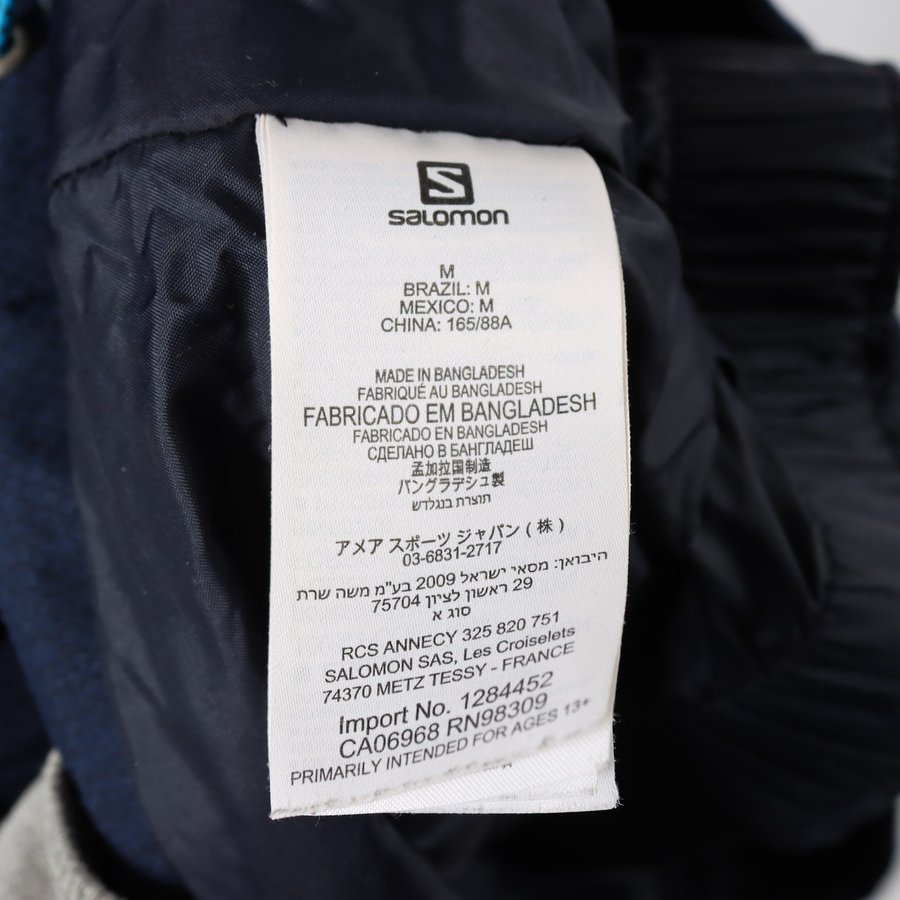 S
SALOMON
M
BRAZIL: M
MEXICO: M
CHINA: 165/88A
MADE IN BANGLADESH
FABRIQUÉ AU BANGLADESH
FABRICADO EM BANGLADESH
FABRICADO EN BANGLADESH
СДЕЛАНО В БАНГЛАДЕШ
孟加拉国制造
バングラデシュ製
תוצרת בנגלדש
アメア スポーツ ジャパン (株)
03-6831-2717
היבואן: מסאי ישראל 2009 בע"מ משה שרת
29 ראשון לציון 75704
סוג א
RCS ANNECY 325 820 751
SALOMON SAS, Les Croiselets
74370 METZ TESSY - FRANCE
Import No. 1284452
CA06968 RN98309
PRIMARILY INTENDED FOR AGES 13+